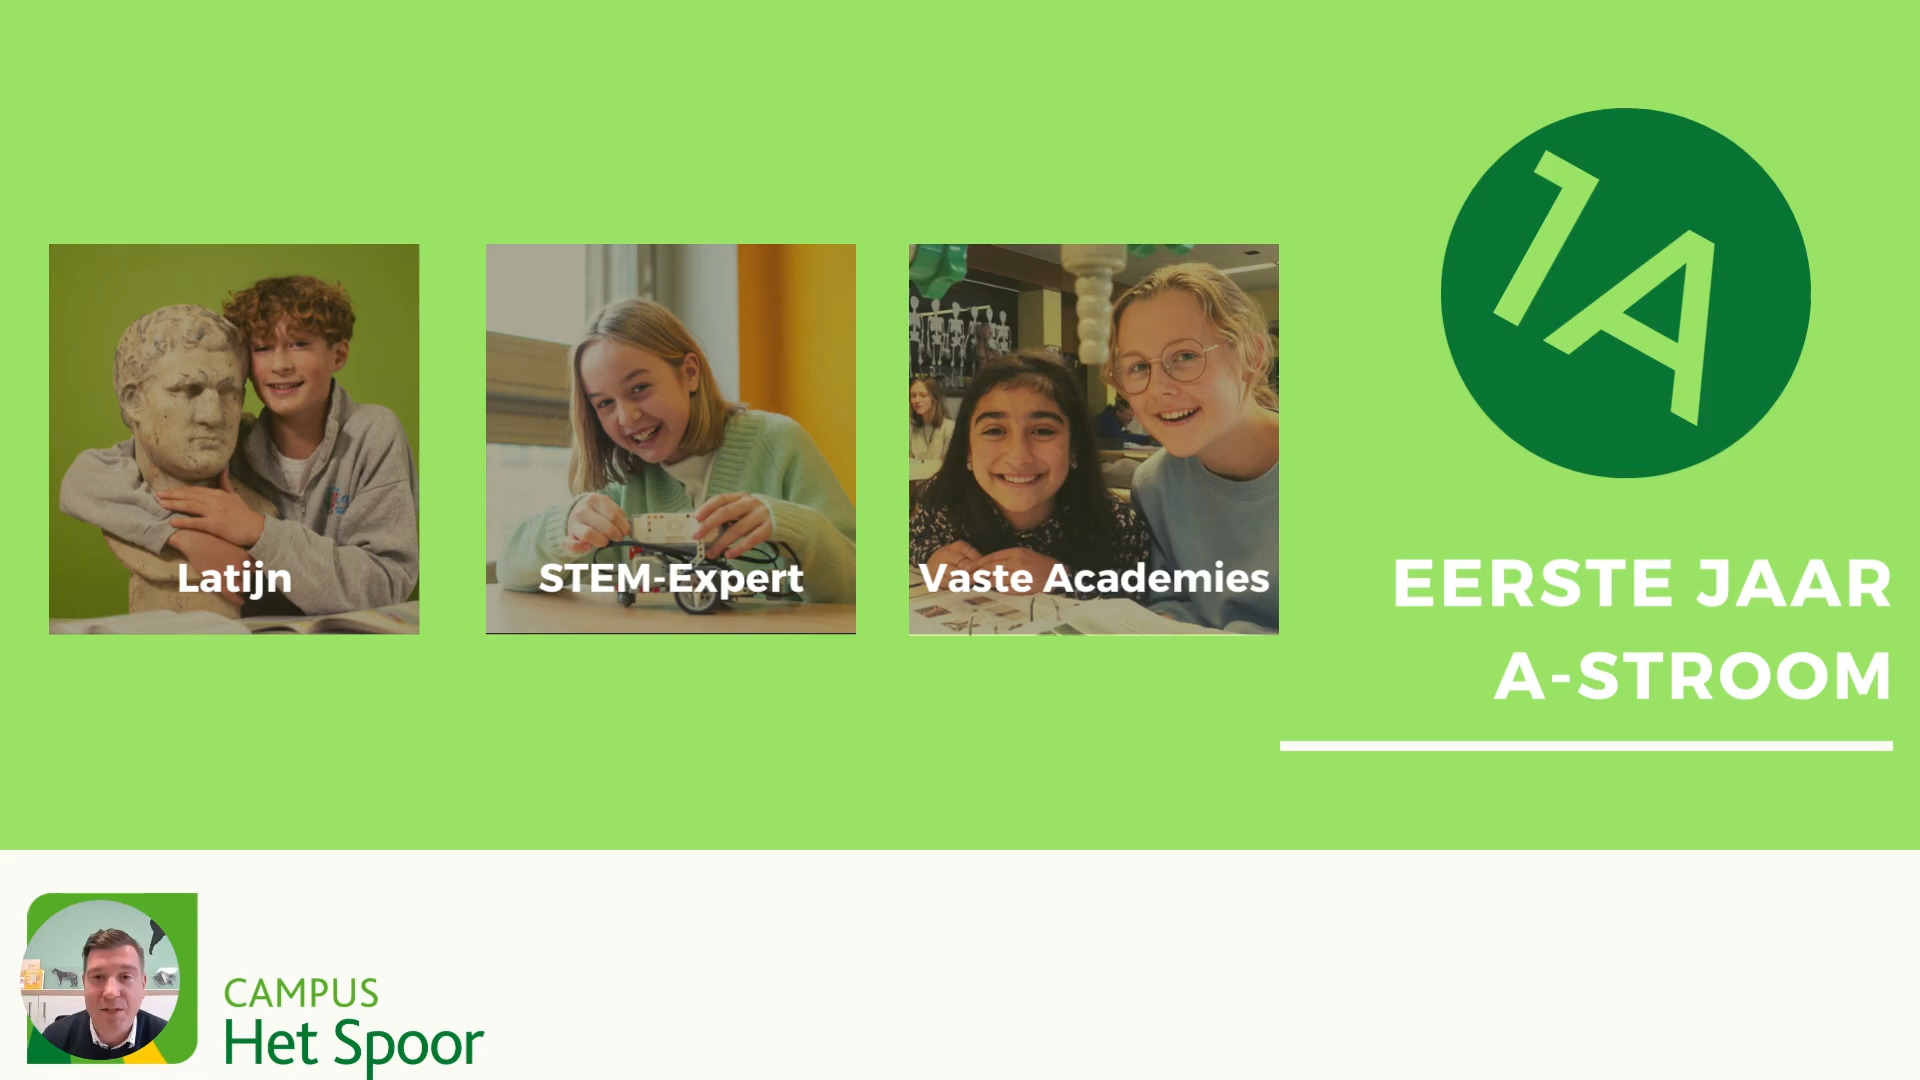 Latijn
STEM-Expert
Vaste Academies
1A
EERSTE JAAR
A-STROOM
CAMPUS
Het Spoor